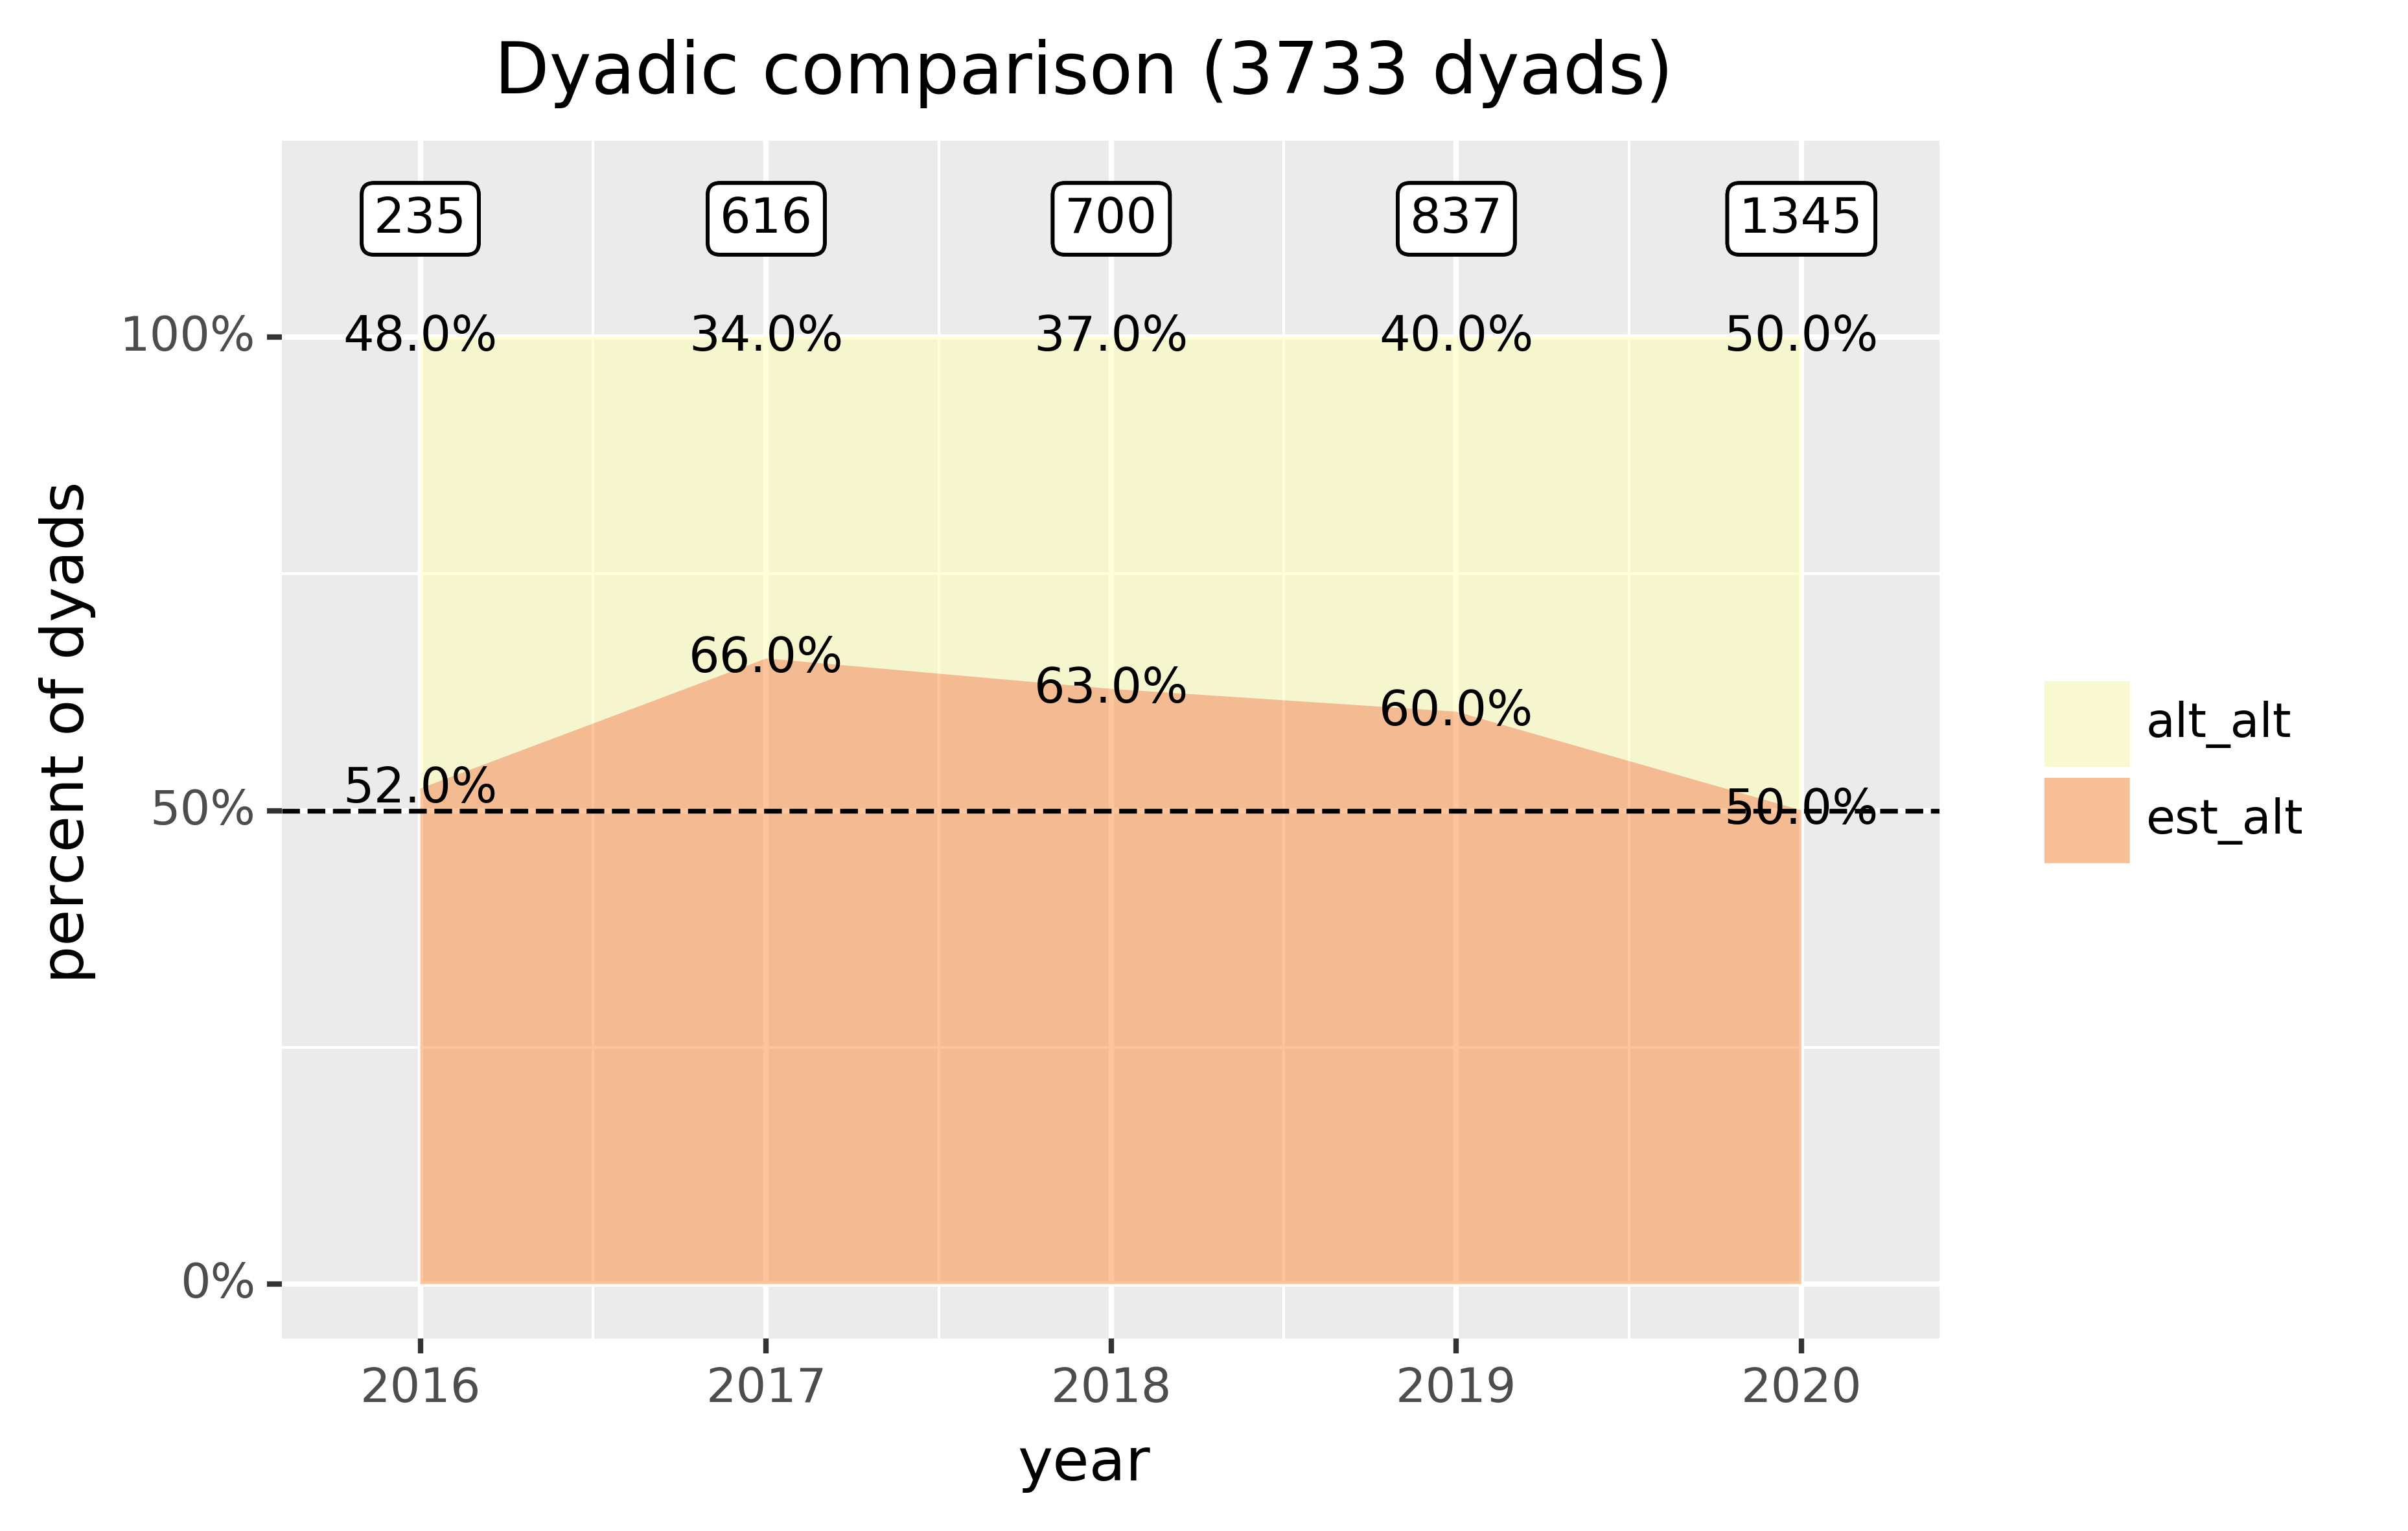 Dyadic comparison (3733 dyads)
235 616 700 837 1345
100% 48.0% 34.0% 37.0% 40.0% 50.0%
66.0% 63.0% 60.0%
52.0%
50% 50.0%
0%
2016 2017 2018 2019 2020
year
percent of dyads
alt_alt
est_alt